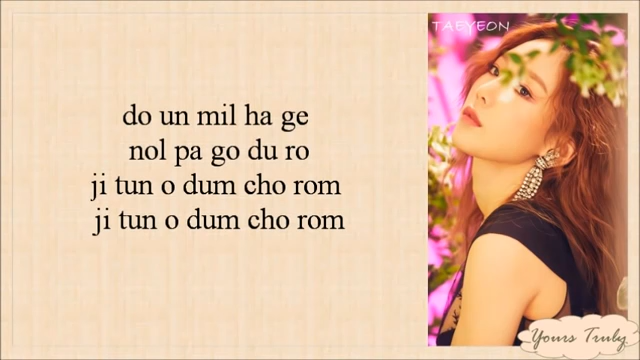 TAEYEON
do un mil ha ge
nol pa go du ro
ji tun o dum cho rom
ji tun o dum cho rom
Yours Truly